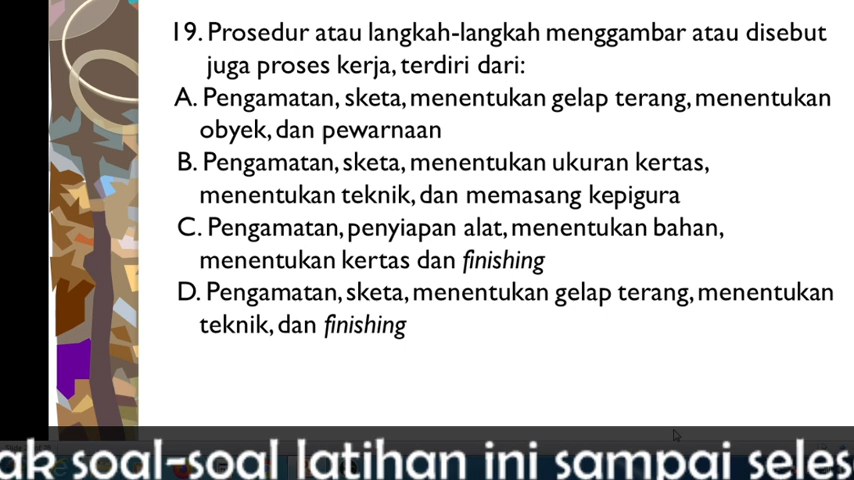 19. Prosedur atau langkah-langkah menggambar atau disebut
juga proses kerja, terdiri dari:
A. Pengamatan, sketa, menentukan gelap terang, menentukan
obyek, dan pewarnaan
B. Pengamatan, sketa, menentukan ukuran kertas,
menentukan teknik, dan memasang kepigura
C. Pengamatan, penyiapan alat, menentukan bahan,
menentukan kertas dan finishing
D. Pengamatan, sketa, menentukan gelap terang, menentukan
teknik, dan finishing
ak soal-soal latihan ini sampai seles